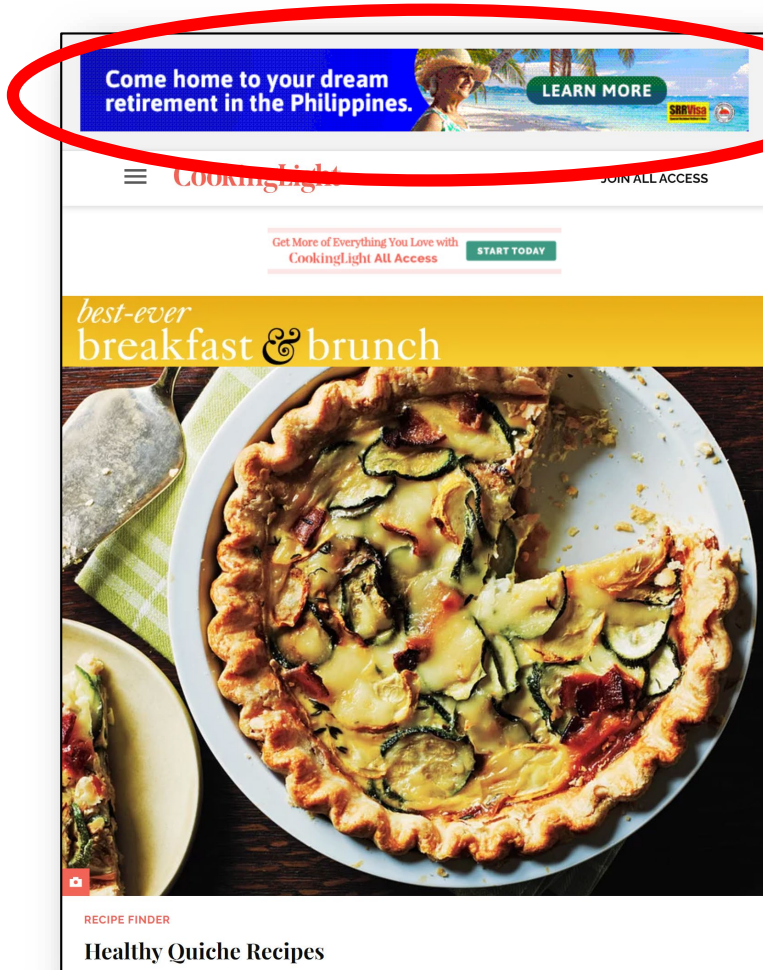 Come home to your dream
retirement in the Philippines.
LEARN MORE
SRRVisa
CookingLight
JOIN ALL ACCESS
Get More of Everything You Love with
CookingLight All Access
START TODAY
best-ever
breakfast & brunch
RECIPE FINDER
Healthy Quiche Recipes